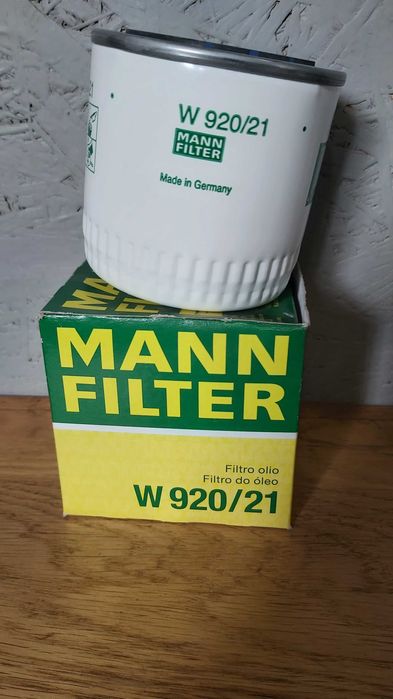 W 920/21
MANN
FILTER
Made in Germany
MANN
FILTER
Filtro olio
Filtro do óleo
W 920/21